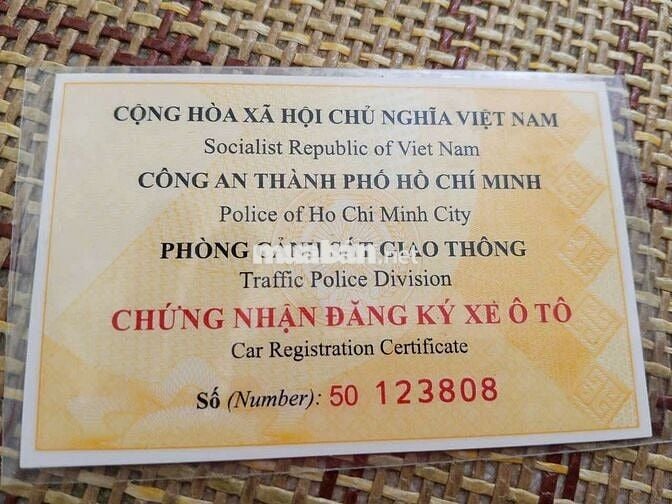 CỘNG HÒA XÃ HỘI CHỦ NGHĨA VIỆT NAM
Socialist Republic of Viet Nam
CÔNG AN THÀNH PHỐ HỒ CHÍ MINH
Police of Ho Chi Minh City
PHÒNG CẢNH SÁT GIAO THÔNG
muaban.net
Traffic Police Division
CHỨNG NHẬN ĐĂNG KÝ XE Ô TÔ
Car Registration Certificate
Số (Number): 50 123808